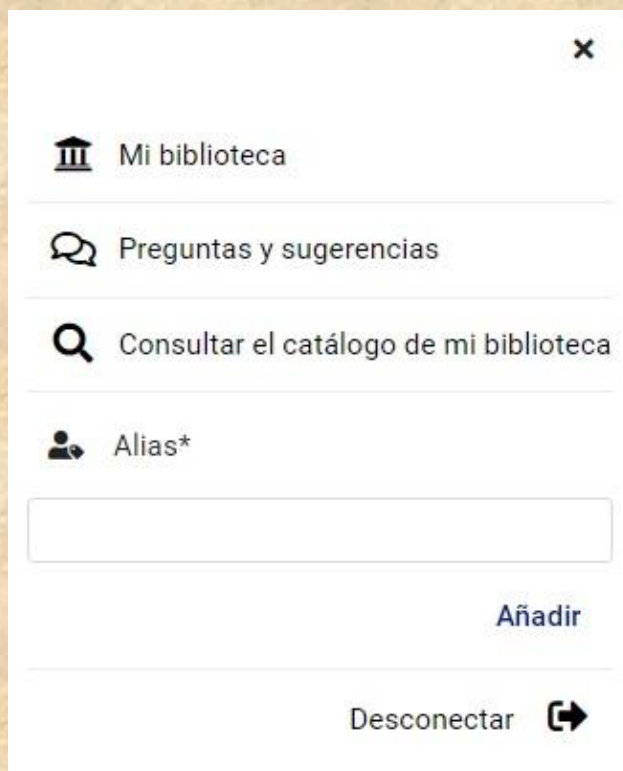 Mi biblioteca
Preguntas y sugerencias
Consultar el catálogo de mi biblioteca
Alias*
Añadir
Desconectar